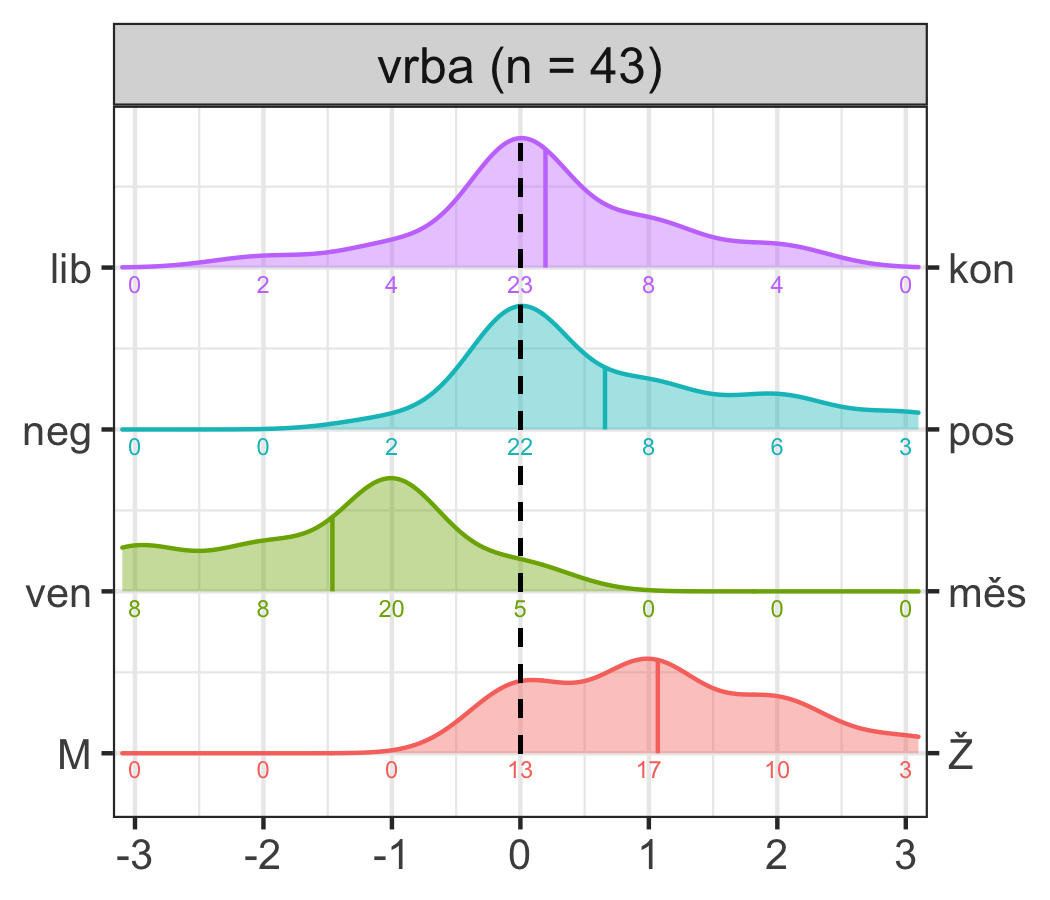 vrba (n = 43)
lib kon
0 2 4 23 8 4 0
neg pos
0 0 2 22 8 6 3
ven měs
8 8 20 5 0 0 0
M Ž
0 0 0 13 17 10 3
-3 -2 -1 0 1 2 3